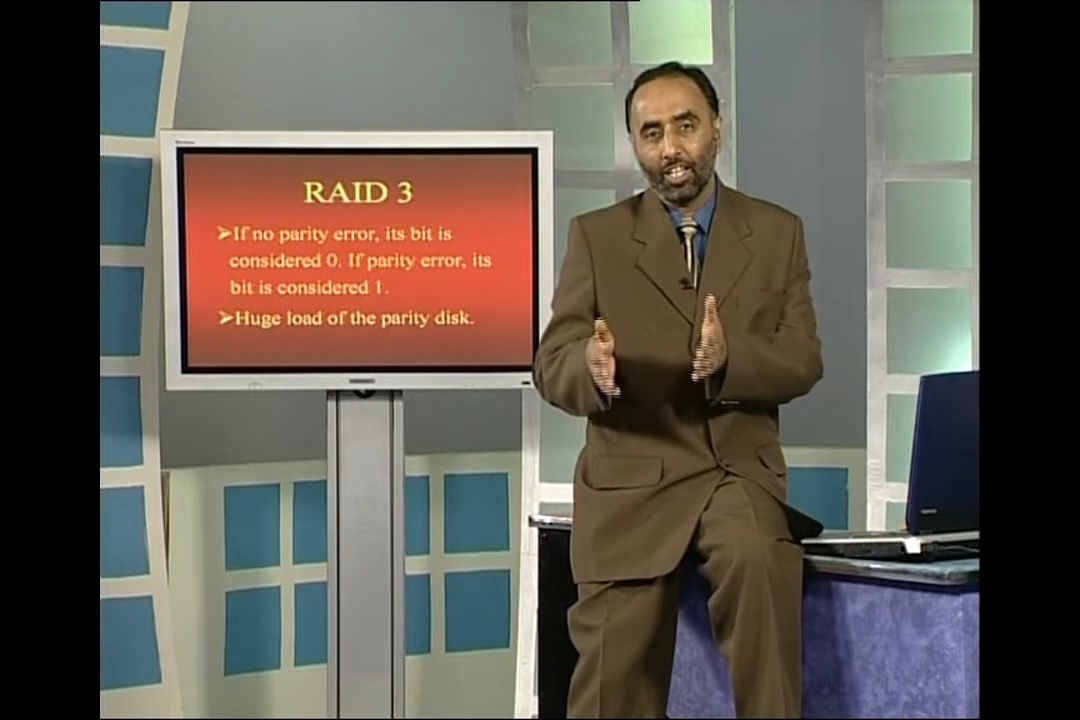 RAID 3
➢If no parity error, its bit is
considered 0. If parity error, its
bit is considered 1.
➢Huge load of the parity disk.